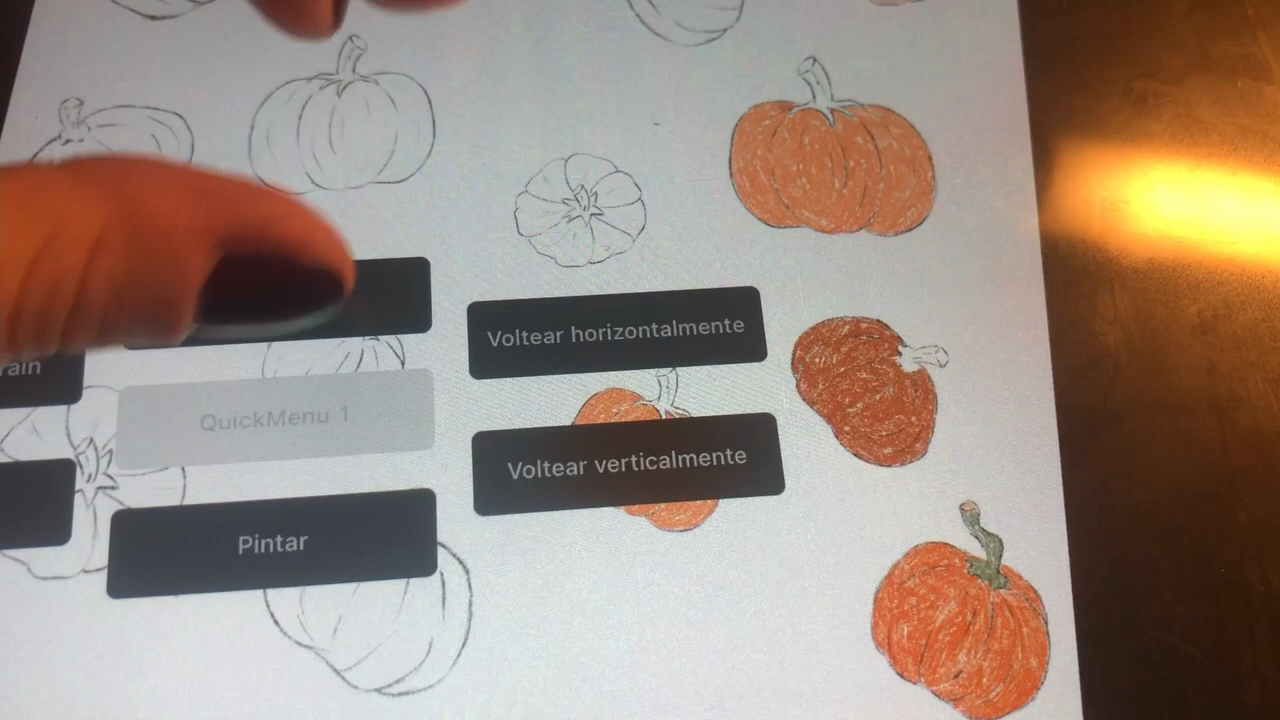 Voltear horizontalmente
QuickMenu 1
Voltear verticalmente
Pintar